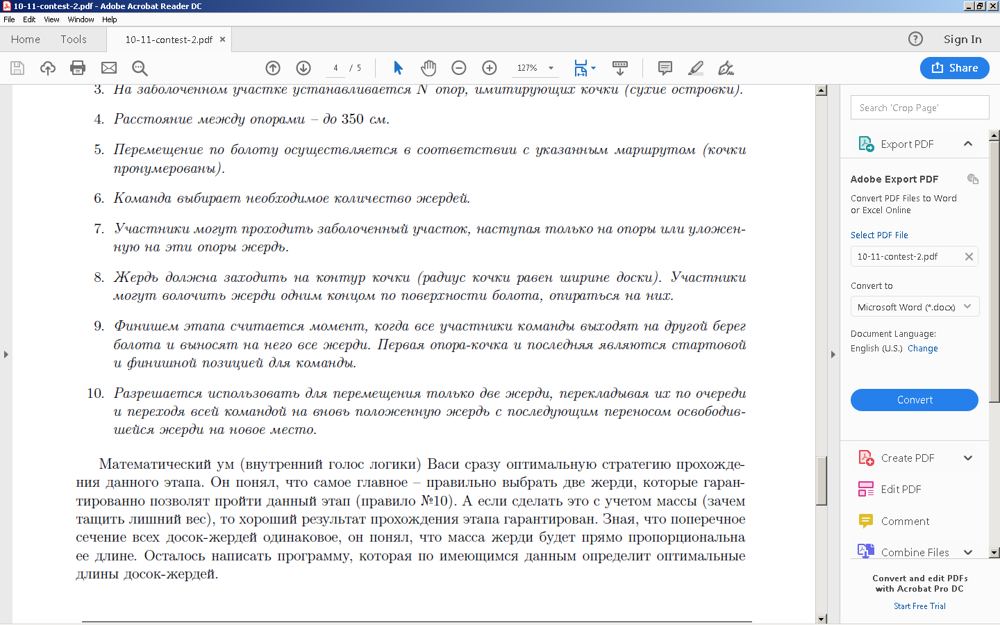 10-11-contest-2.pdf - Adobe Acrobat Reader DC
File Edit View Window Help
Home Tools 10-11-contest-2.pdf × Sign In
4 / 5 127% Share
3. На заболоченном участке устанавливается N опор, имитирующих кочки (сухие островки).
4. Расстояние между опорами – до 350 см.
5. Перемещение по болоту осуществляется в соответствии с указанным маршрутом (кочки
пронумерованы).
6. Команда выбирает необходимое количество жердей.
7. Участники могут проходить заболоченный участок, наступая только на опоры или уложен-
ную на эти опоры жердь.
8. Жердь должна заходить на контур кочки (радиус кочки равен ширине доски). Участники
могут волочить жерди одним концом по поверхности болота, опираться на них.
9. Финишем этапа считается момент, когда все участники команды выходят на другой берег
болота и выносят на него все жерди. Первая опора-кочка и последняя являются стартовой
и финишной позицией для команды.
10. Разрешается использовать для перемещения только две жерди, перекладывая их по очереди
и переходя всей командой на вновь положенную жердь с последующим переносом освободив-
шейся жерди на новое место.
Математический ум (внутренний голос логики) Васи сразу оптимальную стратегию прохожде-
ния данного этапа. Он понял, что самое главное – правильно выбрать две жерди, которые гаран-
тированно позволят пройти данный этап (правило №10). А если сделать это с учетом массы (зачем
тащить лишний вес), то хороший результат прохождения этапа гарантирован. Зная, что поперечное
сечение всех досок-жердей одинаковое, он понял, что масса жерди будет прямо пропорциональна
ее длине. Осталось написать программу, которая по имеющимся данным определит оптимальные
длины досок-жердей.
Search 'Crop Page'
Export PDF
Adobe Export PDF
Convert PDF Files to Word
or Excel Online
Select PDF File
10-11-contest-2.pdf
Convert to
Microsoft Word (*.docx)
Document Language:
English (U.S.) Change
Convert
Create PDF
Edit PDF
Comment
Combine Files
Convert and edit PDFs
with Acrobat Pro DC
Start Free Trial